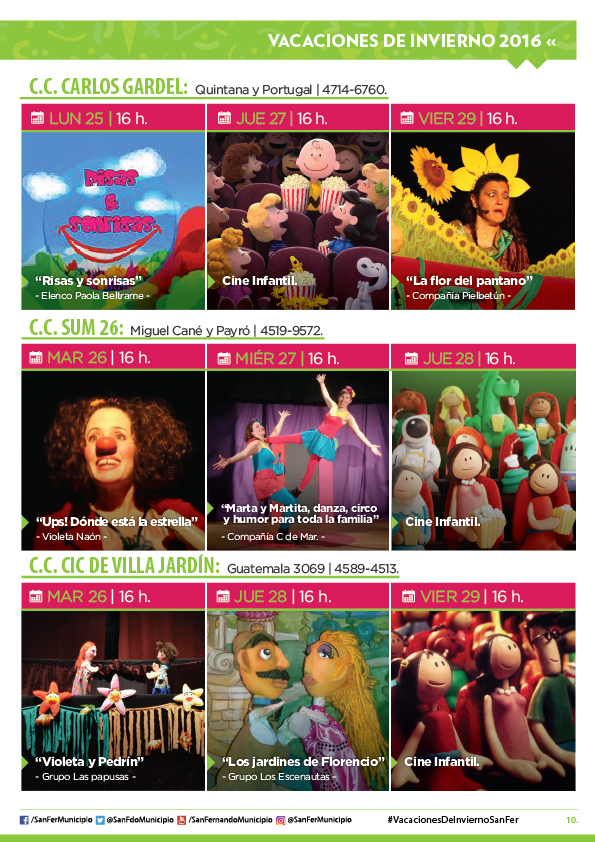 VACACIONES DE INVIERNO 2016 «
C.C. CARLOS GARDEL: Quintana y Portugal | 4714-6760.
LUN 25 | 16 h.
JUE 27 | 16 h.
VIER 29 | 16 h.
Risas
&
sonrisas
“Risas y sonrisas”
- Elenco Paola Beltrame -
Cine Infantil.
“La flor del pantano”
- Compañia Pielbetún -
C.C. SUM 26: Miguel Cané y Payró | 4519-9572.
MAR 26 | 16 h.
MIÉR 27 | 16 h.
JUE 28 | 16 h.
“Ups! Dónde está la estrella”
- Violeta Naón -
“Marta y Martita, danza, circo
y humor para toda la familia”
- Compañía C de Mar. -
Cine Infantil.
C.C. CIC DE VILLA JARDÍN: Guatemala 3069 | 4589-4513.
MAR 26 | 16 h.
JUE 28 | 16 h.
VIER 29 | 16 h.
“Violeta y Pedrín”
- Grupo Las papusas -
“Los jardines de Florencio”
- Grupo Los Escenautas -
Cine Infantil.
/SanFerMunicipio @SanFdoMunicipio /SanFernandoMunicipio @SanFerMunicipio #VacacionesDeInviernoSanFer 10.